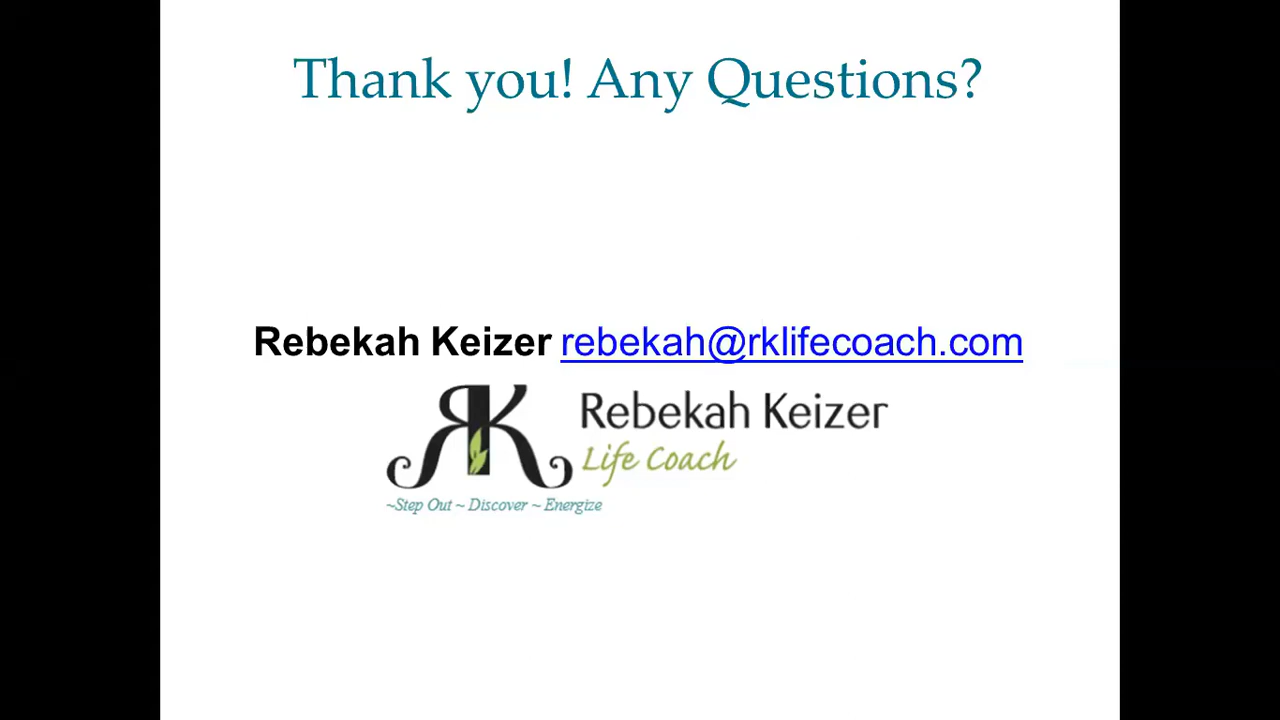 Thank you! Any Questions?
Rebekah Keizer rebekah@rklifecoach.com
RK Rebekah Keizer
Life Coach
~Step Out ~ Discover ~ Energize